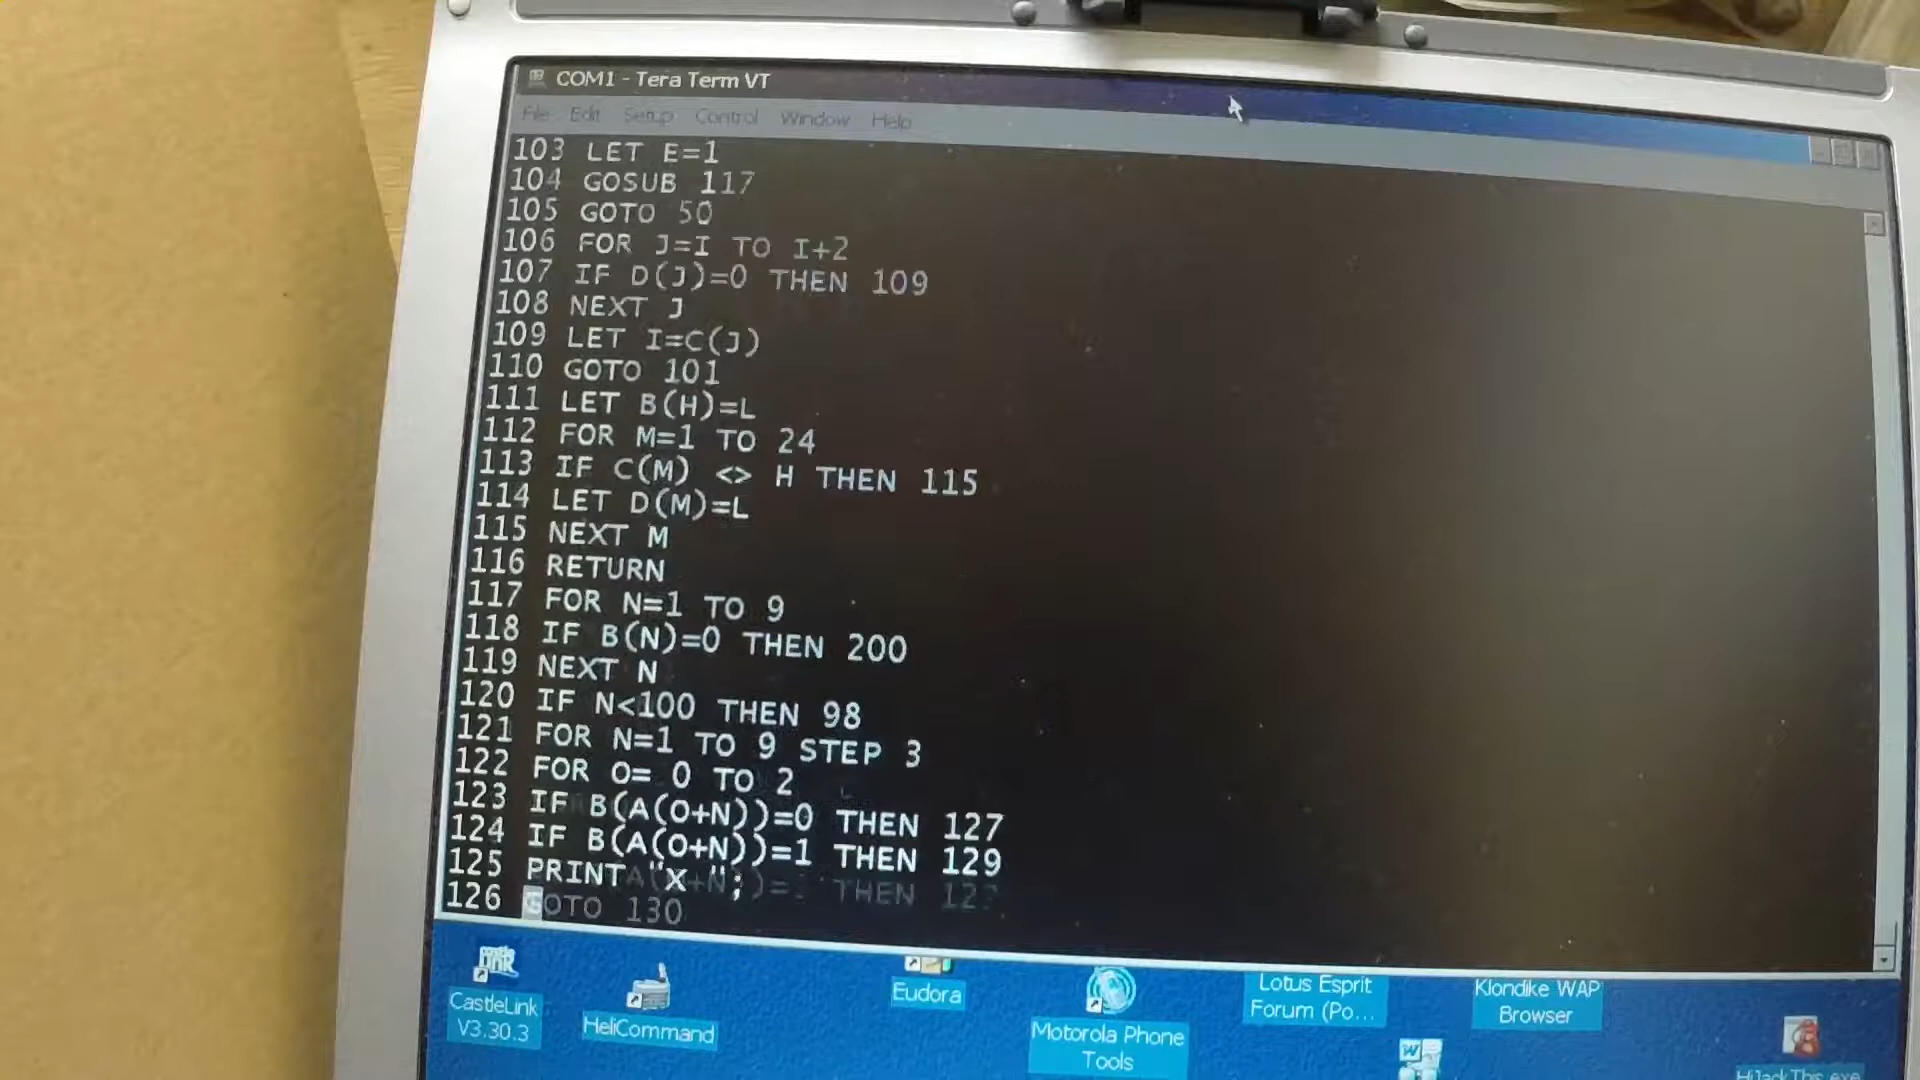 COM1 - Tera Term VT
File Edit Setup Control Window Help
103 LET E=1
104 GOSUB 117
105 GOTO 50
106 FOR J=I TO I+2
107 IF D(J)=0 THEN 109
108 NEXT J
109 LET I=C(J)
110 GOTO 101
111 LET B(H)=L
112 FOR M=1 TO 24
113 IF C(M) <> H THEN 115
114 LET D(M)=L
115 NEXT M
116 RETURN
117 FOR N=1 TO 9
118 IF B(N)=0 THEN 200
119 NEXT N
120 IF N<100 THEN 98
121 FOR N=1 TO 9 STEP 3
122 FOR O= 0 TO 2
123 IF B(A(O+N))=0 THEN 127
124 IF B(A(O+N))=1 THEN 129
125 PRINT "X ";
126 GOTO 130
CastleLink V3.30.3
HeliCommand
Eudora
Motorola Phone Tools
Lotus Esprit Forum (Po...
Klondike WAP Browser
HiJackThis.exe